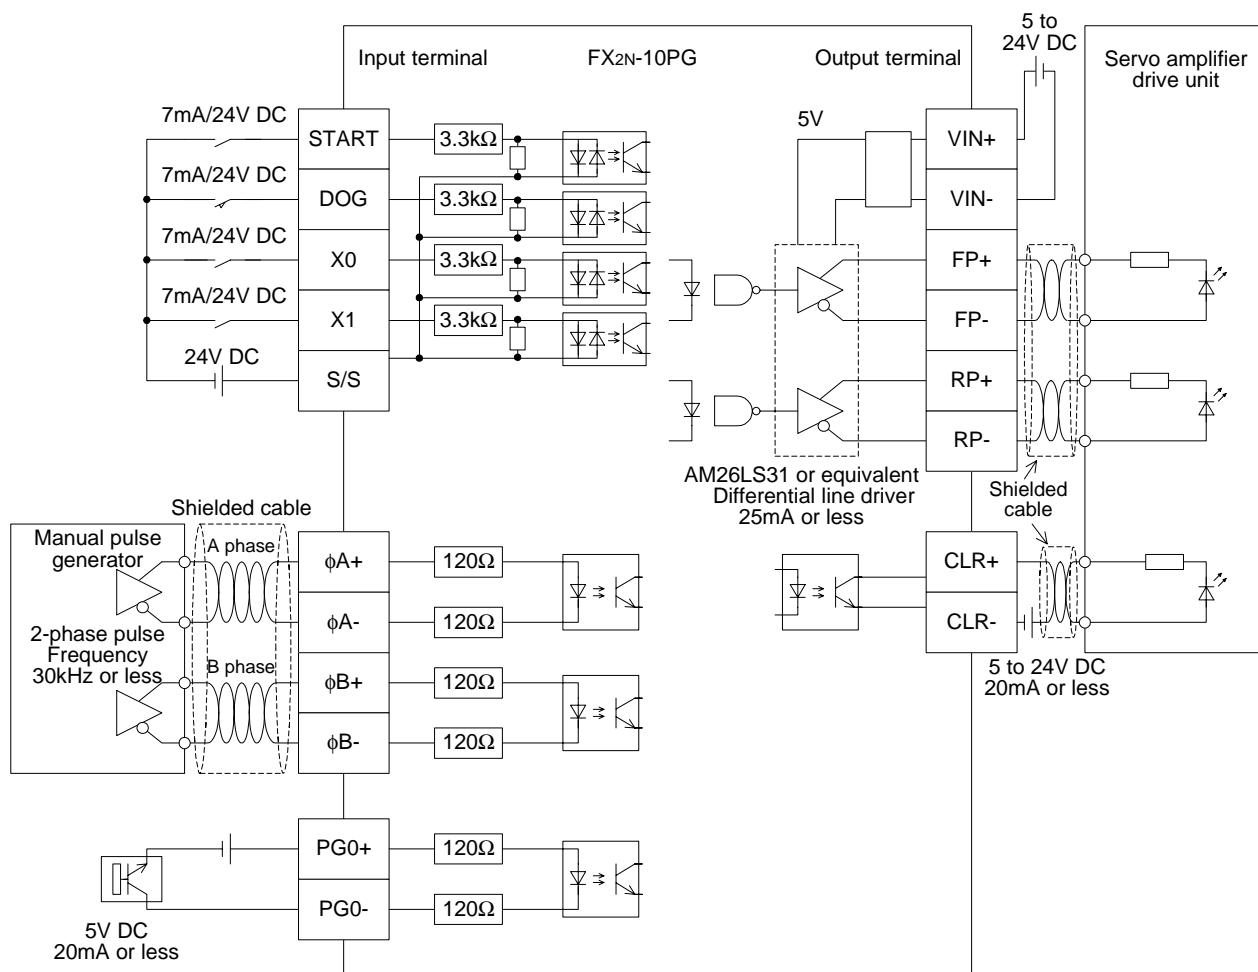 Input terminal
FX2N-10PG
Output terminal
5 to
24V DC
Servo amplifier
drive unit
7mA/24V DC
START
3.3kΩ
5V
VIN+
7mA/24V DC
DOG
3.3kΩ
VIN-
7mA/24V DC
X0
3.3kΩ
FP+
7mA/24V DC
X1
3.3kΩ
FP-
24V DC
S/S
RP+
RP-
AM26LS31 or equivalent
Differential line driver
25mA or less
Shielded
cable
Shielded cable
Manual pulse
generator
A phase
ϕA+
120Ω
CLR+
ϕA-
120Ω
CLR-
2-phase pulse
Frequency
30kHz or less
B phase
ϕB+
120Ω
5 to 24V DC
20mA or less
ϕB-
120Ω
PG0+
120Ω
PG0-
120Ω
5V DC
20mA or less